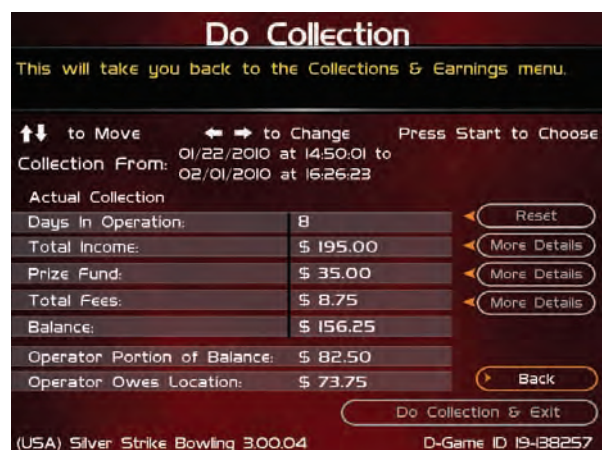 Do Collection
This will take you back to the Collections & Earnings menu.
to Move to Change Press Start to Choose
Collection From: 01/22/2010 at 14:50:01 to
02/01/2010 at 16:26:23
Actual Collection
Days In Operation: 8 Reset
Total Income: $ 195.00 More Details
Prize Fund: $ 35.00 More Details
Total Fees: $ 8.75 More Details
Balance: $ 156.25
Operator Portion of Balance: $ 82.50
Operator Owes Location: $ 73.75 Back
Do Collection & Exit
(USA) Silver Strike Bowling 3.00.04 D-Game ID 19-138257